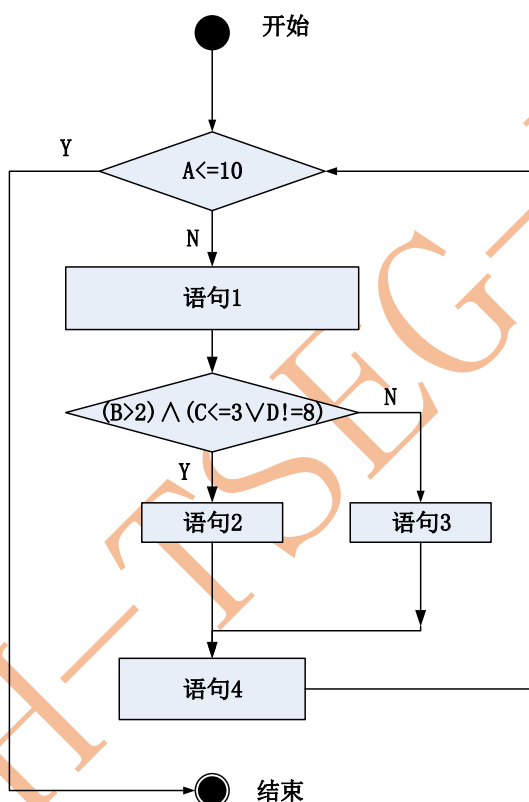 开始
Y
A<=10
N
语句1
(B>2)∧(C<=3∨D!=8)
N
Y
语句2
语句3
语句4
结束
H-TSEG-